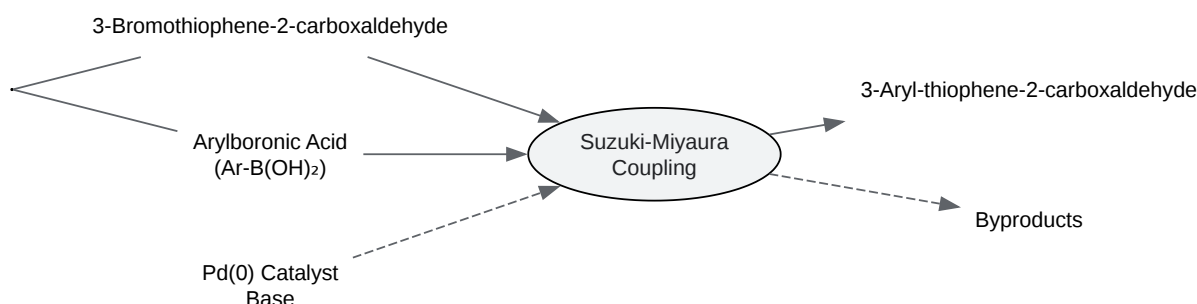 3-Bromothiophene-2-carboxaldehyde
3-Aryl-thiophene-2-carboxaldehyde
Arylboronic Acid
(Ar-B(OH)₂)
Suzuki-Miyaura
Coupling
Byproducts
Pd(0) Catalyst
Base